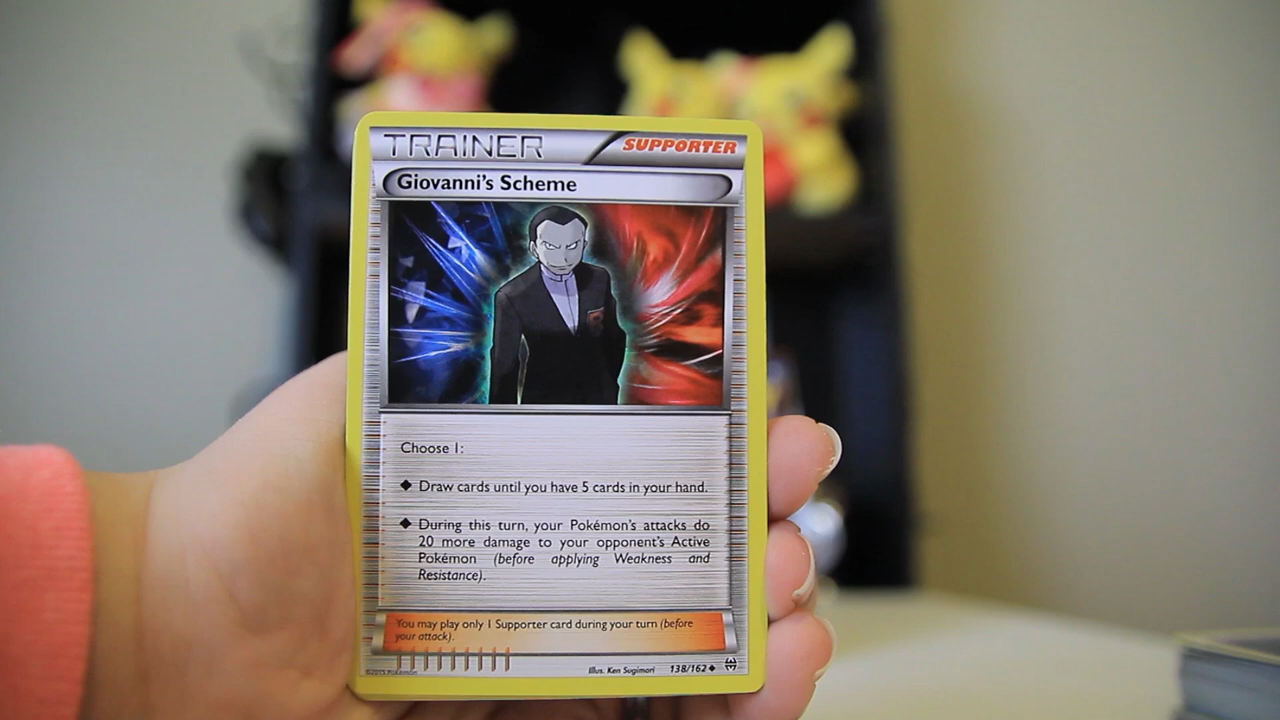 TRAINER SUPPORTER
Giovanni's Scheme
Choose 1:
◆ Draw cards until you have 5 cards in your hand.
◆ During this turn, your Pokémon's attacks do
20 more damage to your opponent's Active
Pokémon (before applying Weakness and
Resistance).
You may play only 1 Supporter card during your turn (before
your attack).
©2015 Pokémon Illus. Ken Sugimori 138/162 ◆